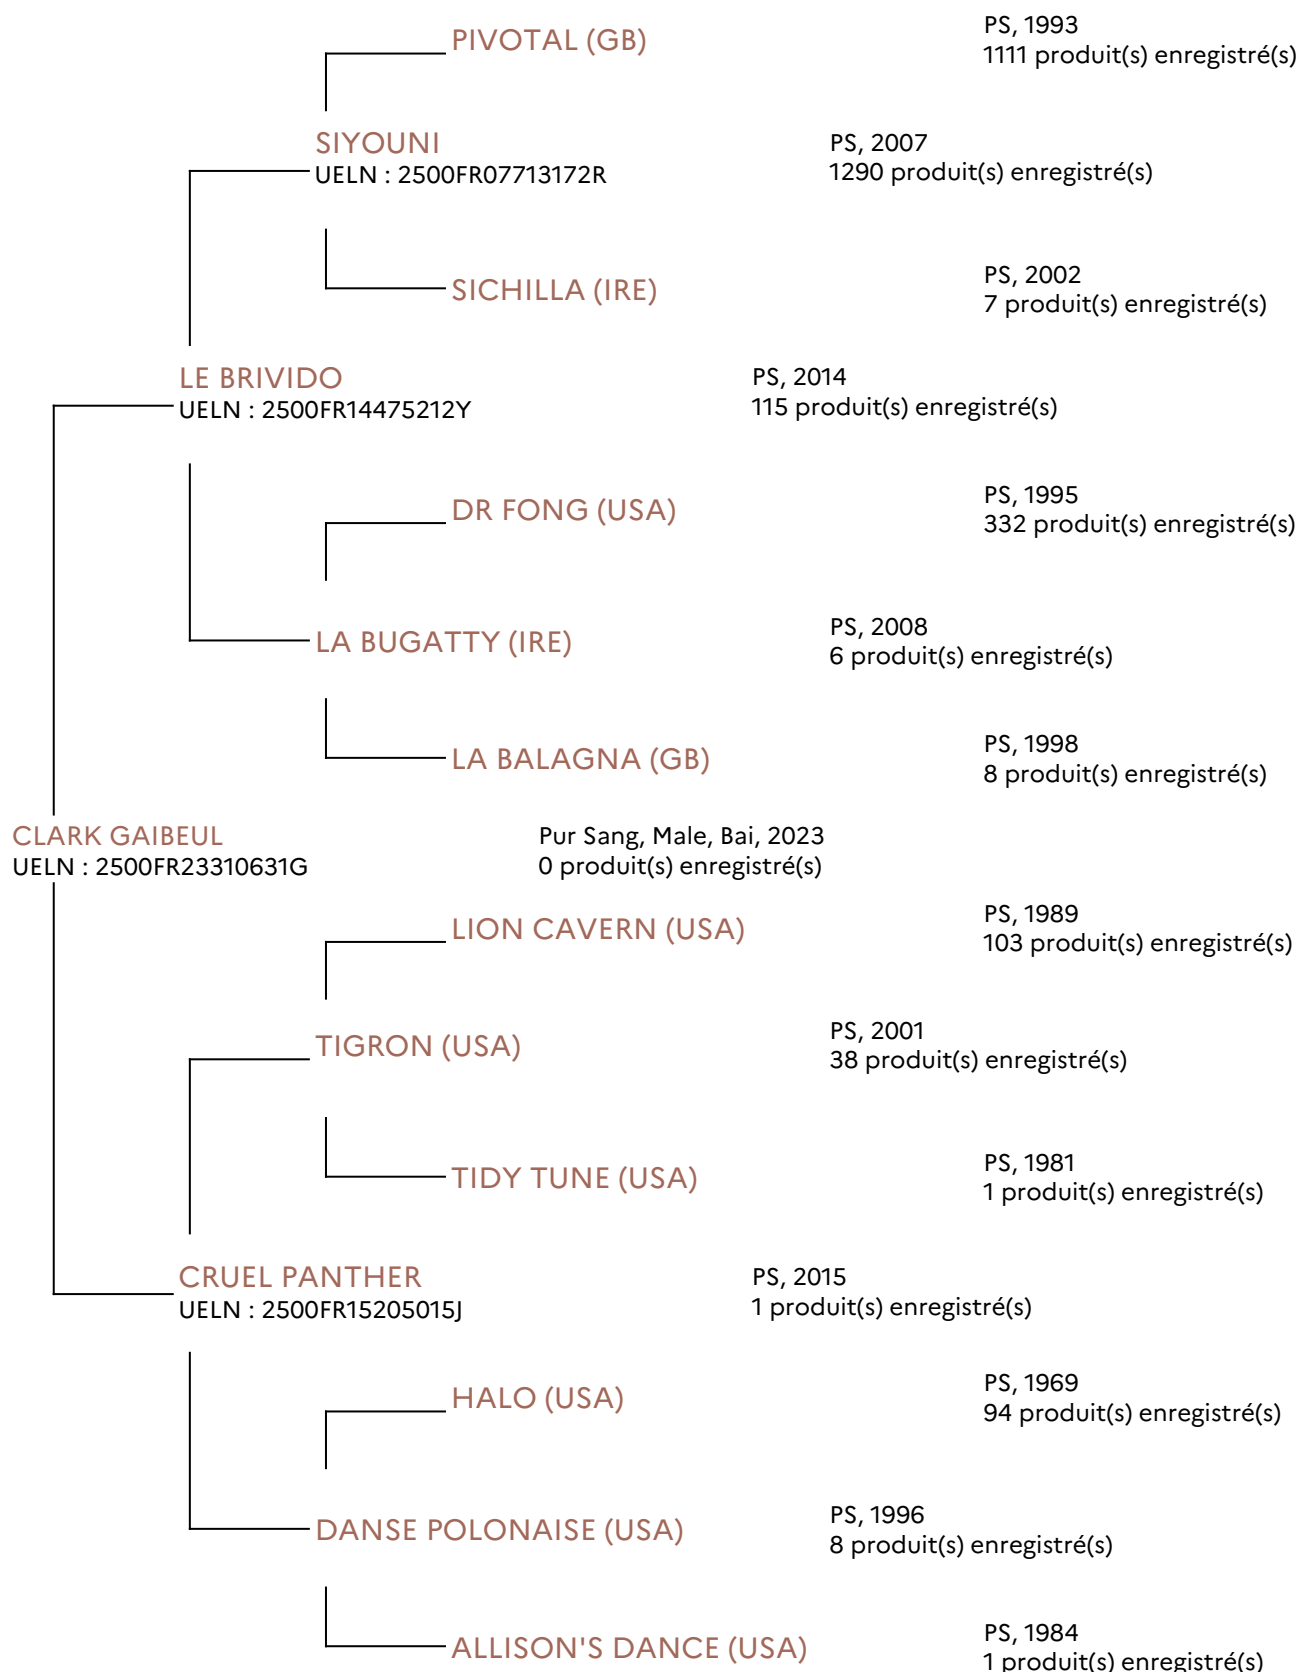 PIVOTAL (GB)
PS, 1993
1111 produit(s) enregistré(s)
SIYOUNI
UELN : 2500FR07713172R
PS, 2007
1290 produit(s) enregistré(s)
SICHILLA (IRE)
PS, 2002
7 produit(s) enregistré(s)
LE BRIVIDO
UELN : 2500FR14475212Y
PS, 2014
115 produit(s) enregistré(s)
DR FONG (USA)
PS, 1995
332 produit(s) enregistré(s)
LA BUGATTY (IRE)
PS, 2008
6 produit(s) enregistré(s)
LA BALAGNA (GB)
PS, 1998
8 produit(s) enregistré(s)
CLARK GAIBEUL
UELN : 2500FR23310631G
Pur Sang, Male, Bai, 2023
0 produit(s) enregistré(s)
LION CAVERN (USA)
PS, 1989
103 produit(s) enregistré(s)
TIGRON (USA)
PS, 2001
38 produit(s) enregistré(s)
TIDY TUNE (USA)
PS, 1981
1 produit(s) enregistré(s)
CRUEL PANTHER
UELN : 2500FR15205015J
PS, 2015
1 produit(s) enregistré(s)
HALO (USA)
PS, 1969
94 produit(s) enregistré(s)
DANSE POLONAISE (USA)
PS, 1996
8 produit(s) enregistré(s)
ALLISON'S DANCE (USA)
PS, 1984
1 produit(s) enregistré(s)